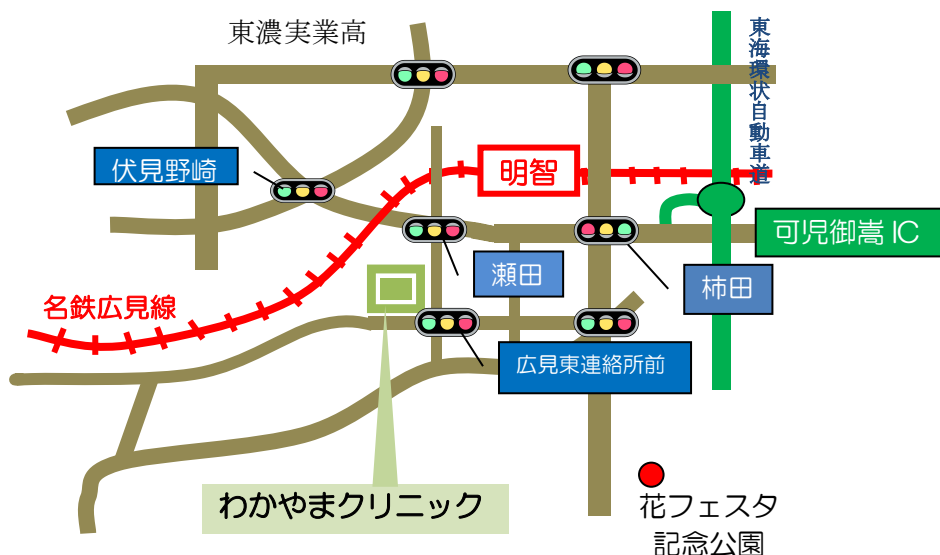 東濃実業高
東海環状自動車道
伏見野崎
明智
可児御嵩 IC
瀬田
柿田
名鉄広見線
広見東連絡所前
わかやまクリニック
花フェスタ
記念公園